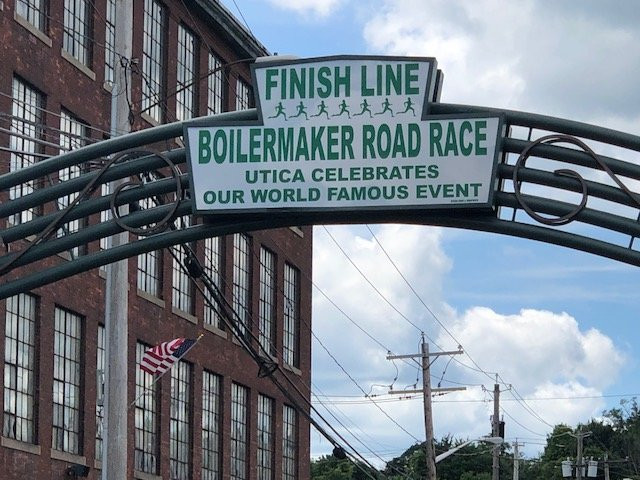 FINISH LINE
BOILERMAKER ROAD RACE
UTICA CELEBRATES
OUR WORLD FAMOUS EVENT